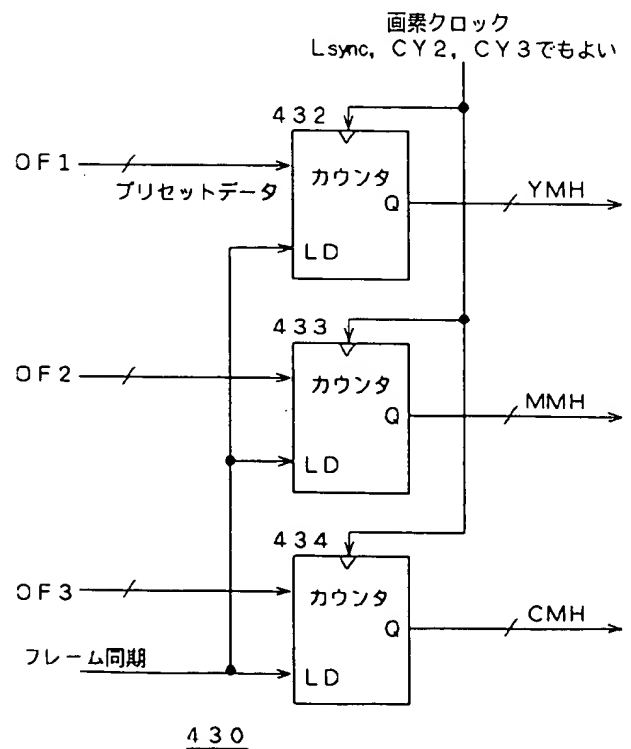 画素クロック
Lsync, CY2, CY3でもよい
432
OF1
プリセットデータ
カウンタ
Q
YMH
LD
433
OF2
カウンタ
Q
MMH
LD
434
OF3
カウンタ
Q
CMH
フレーム同期
LD
430